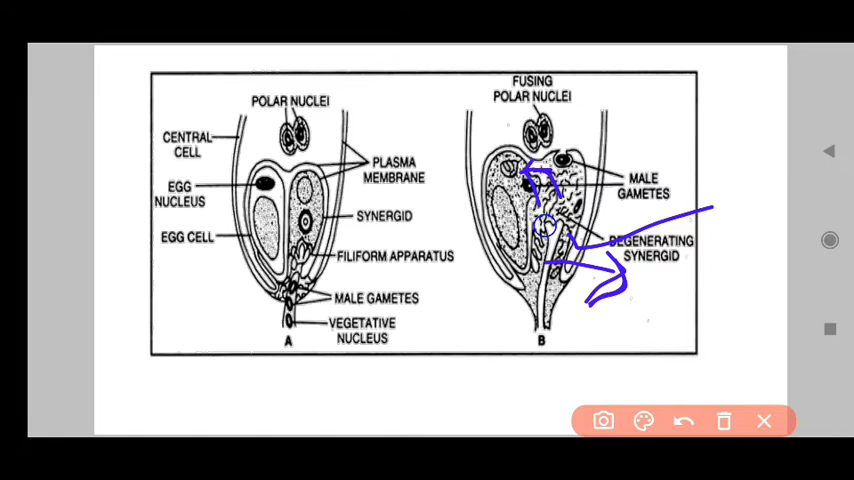 POLAR NUCLEI
CENTRAL
CELL
PLASMA
MEMBRANE
EGG
NUCLEUS
SYNERGID
EGG CELL
FILIFORM APPARATUS
MALE GAMETES
VEGETATIVE
NUCLEUS
A
FUSING
POLAR NUCLEI
MALE
GAMETES
DEGENERATING
SYNERGID
B